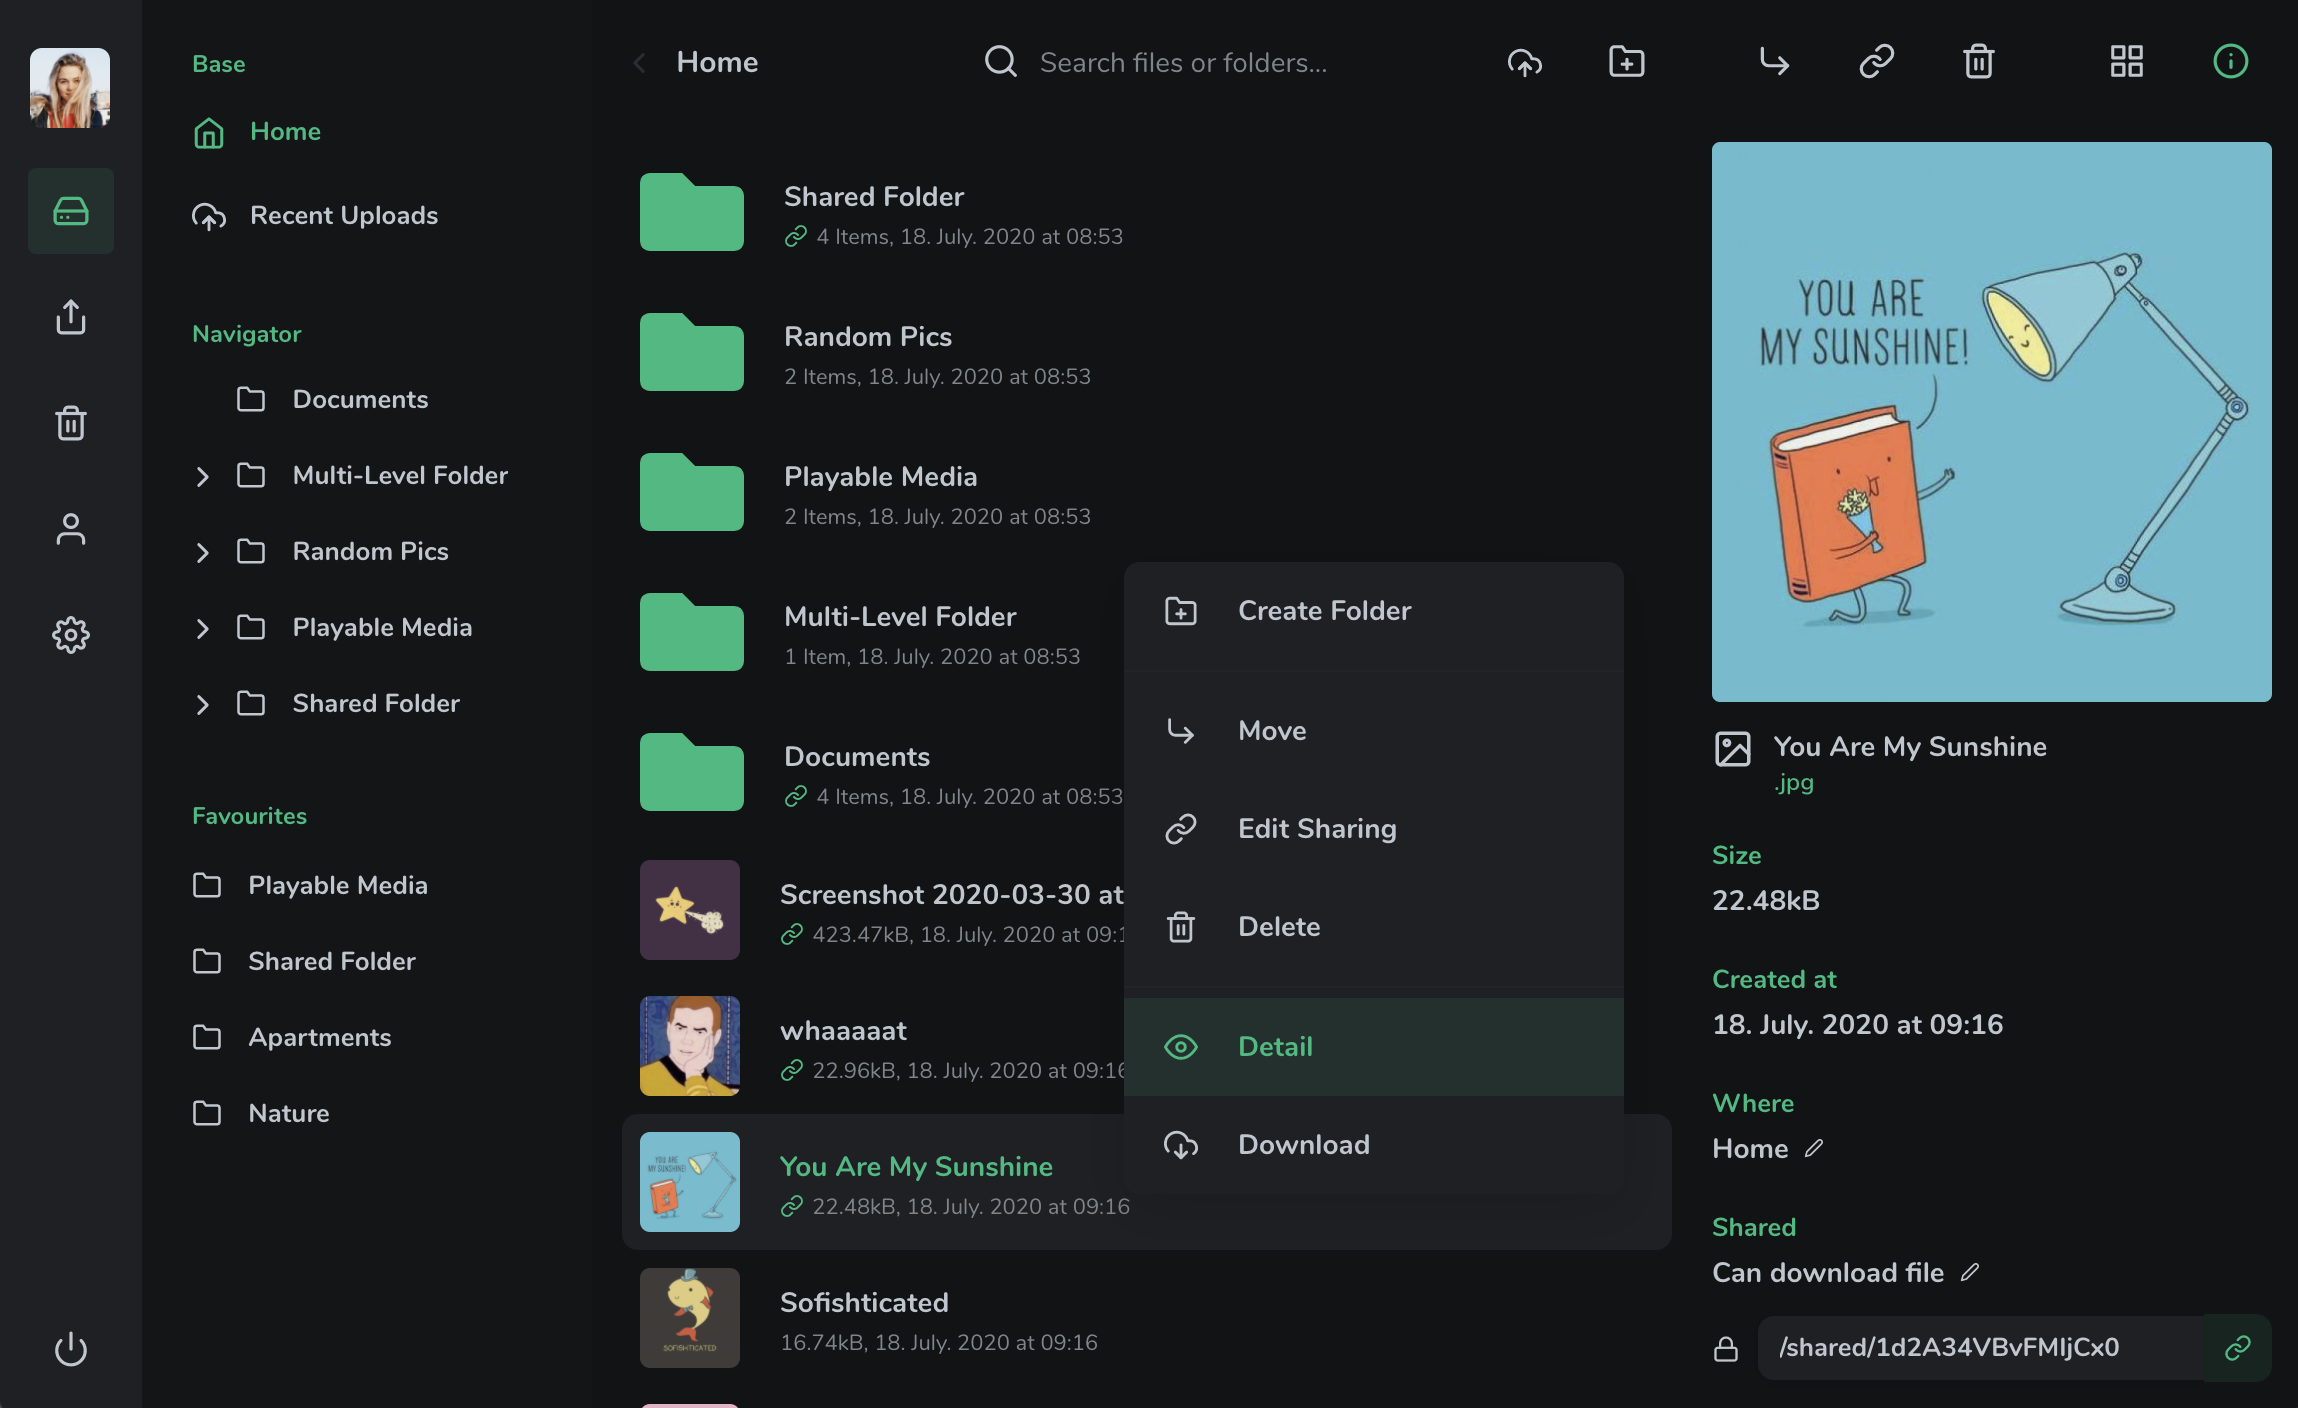 Base
Home
Recent Uploads
Navigator
Documents
Multi-Level Folder
Random Pics
Playable Media
Shared Folder
Favourites
Playable Media
Shared Folder
Apartments
Nature
Home
Search files or folders...
Shared Folder
4 Items, 18. July. 2020 at 08:53
Random Pics
2 Items, 18. July. 2020 at 08:53
Playable Media
2 Items, 18. July. 2020 at 08:53
Multi-Level Folder
1 Item, 18. July. 2020 at 08:53
Documents
4 Items, 18. July. 2020 at 08:53
Screenshot 2020-03-30 at
423.47kB, 18. July. 2020 at
whaaaaat
22.96kB, 18. July. 2020 at 09:16
YOU ARE
MY SUNSHINE!
You Are My Sunshine
22.48kB, 18. July. 2020 at 09:16
SOFISHTICATED
Sofishticated
16.74kB, 18. July. 2020 at 09:16
Create Folder
Move
Edit Sharing
Delete
Detail
Download
YOU ARE
MY SUNSHINE!
You Are My Sunshine
.jpg
Size
22.48kB
Created at
18. July. 2020 at 09:16
Where
Home
Shared
Can download file
/shared/1d2A34VBvFMIjCx0